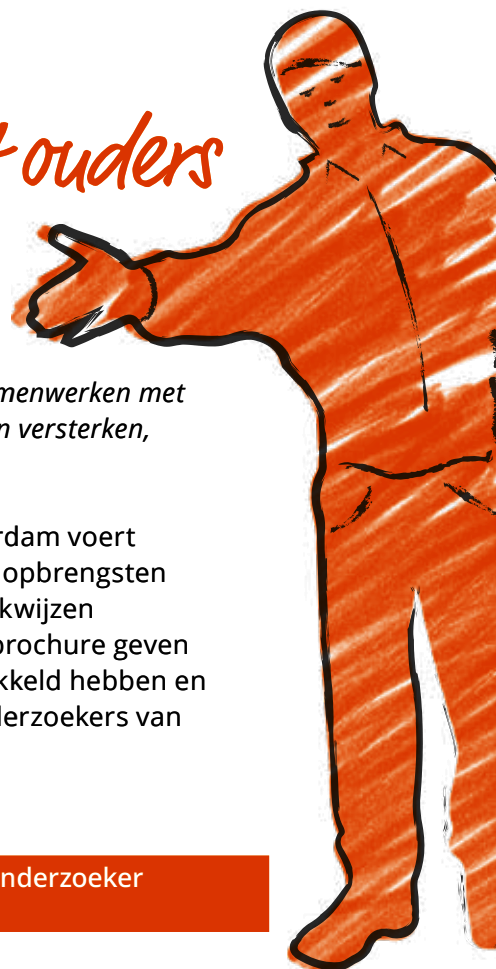 ouders
menwerken met
n versterken,
rdam voert
opbrengsten
kwijzen
brochure geven
kkeld hebben en
derzoekers van
nderzoeker